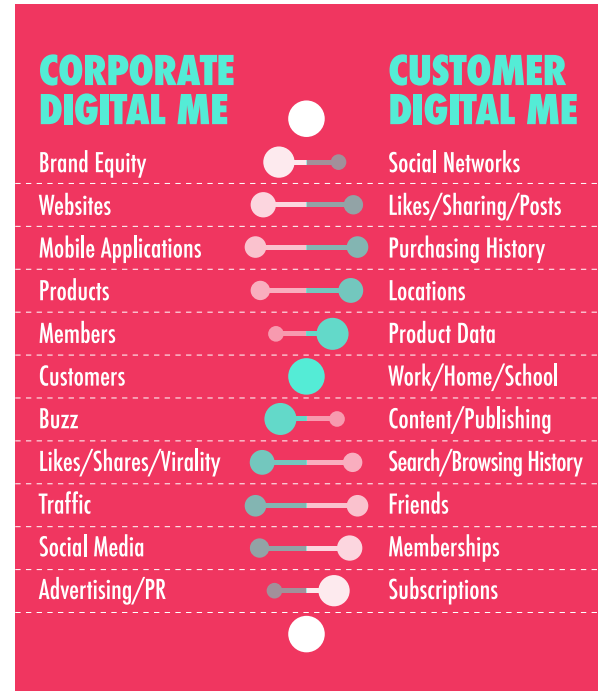 CORPORATE
DIGITAL ME
Brand Equity
Websites
Mobile Applications
Products
Members
Customers
Buzz
Likes/Shares/Virality
Traffic
Social Media
Advertising/PR
CUSTOMER
DIGITAL ME
Social Networks
Likes/Sharing/Posts
Purchasing History
Locations
Product Data
Work/Home/School
Content/Publishing
Search/Browsing History
Friends
Memberships
Subscriptions